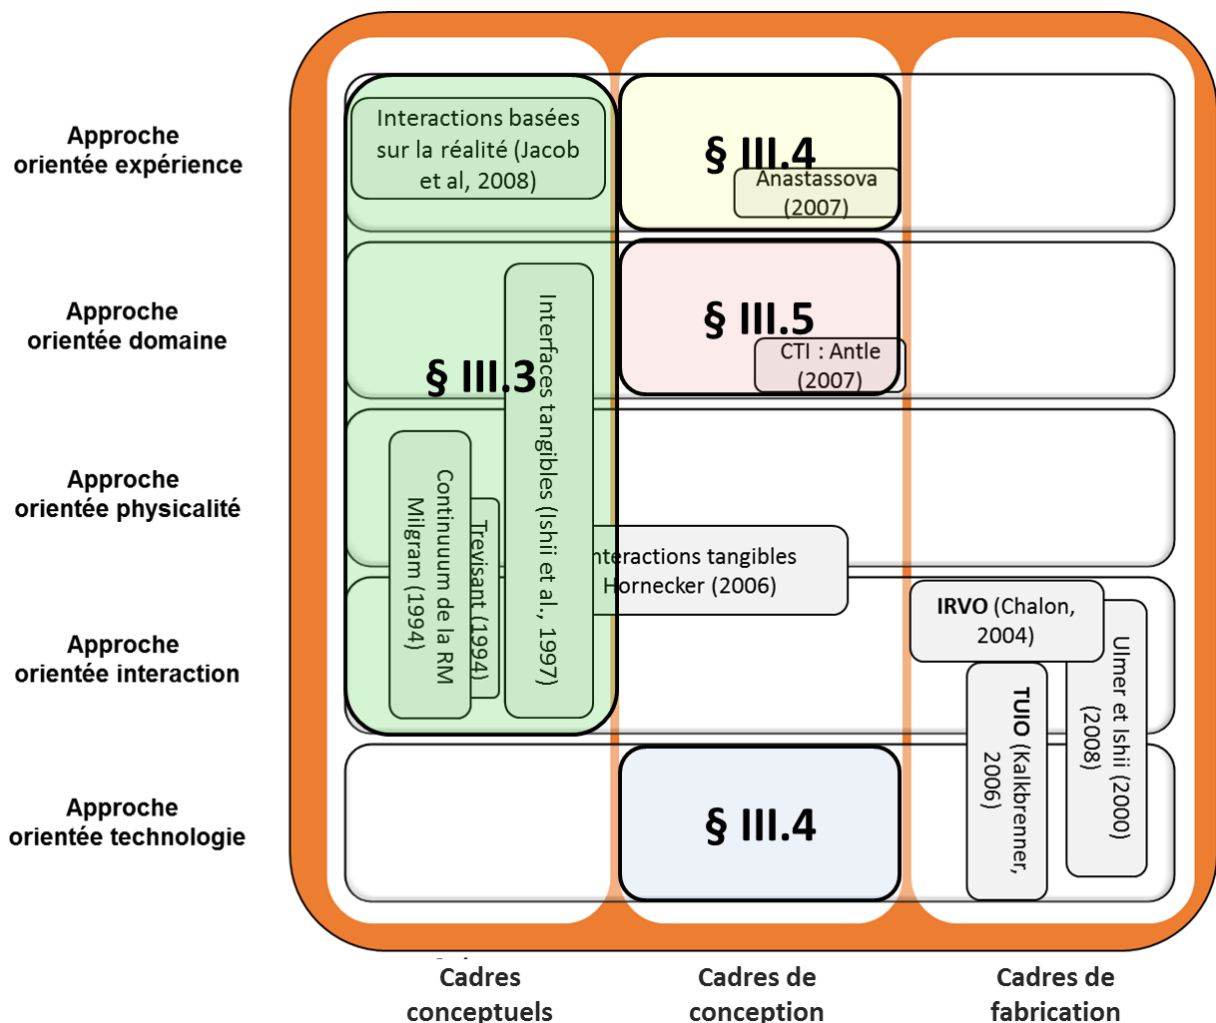 Approche
orientée expérience
Interactions basées
sur la réalité (Jacob
et al, 2008)
§ III.4
Anastassova
(2007)
Approche
orientée domaine
§ III.5
CTI : Antle
(2007)
§ III.3
Interfaces tangibles (Ishii et al., 1997)
Approche
orientée physicalité
Continuuum de la RM
Milgram (1994)
Trevisant (1994)
nteractions tangibles
Hornecker (2006)
Approche
orientée interaction
IRVO (Chalon,
2004)
Ulmer et Ishii (2000)
(2008)
TUIO (Kalkbrenner,
2006)
Approche
orientée technologie
§ III.4
Cadres
conceptuels
Cadres de
conception
Cadres de
fabrication